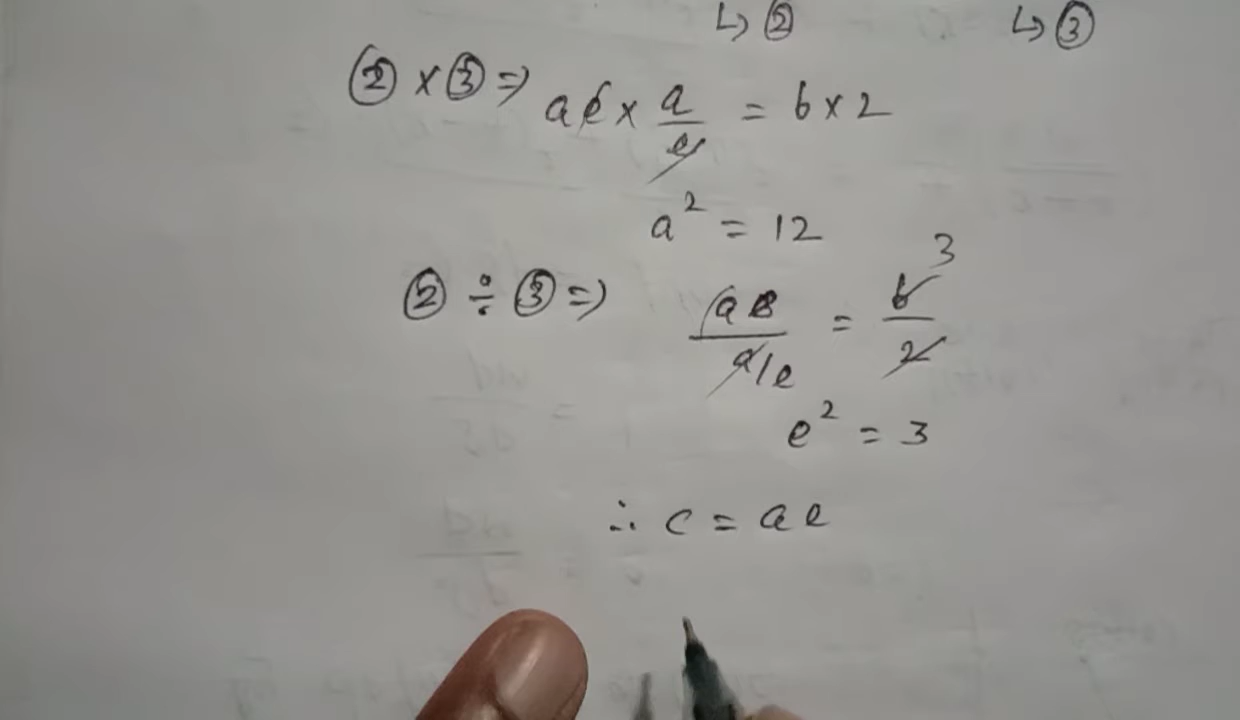 ↳ ② ↳ ③
② × ③ ⇒ ae × a/e = 6 × 2
a² = 12
② ÷ ③ ⇒ ae/(a/e) = 6/2 3
e² = 3
∴ c = ae